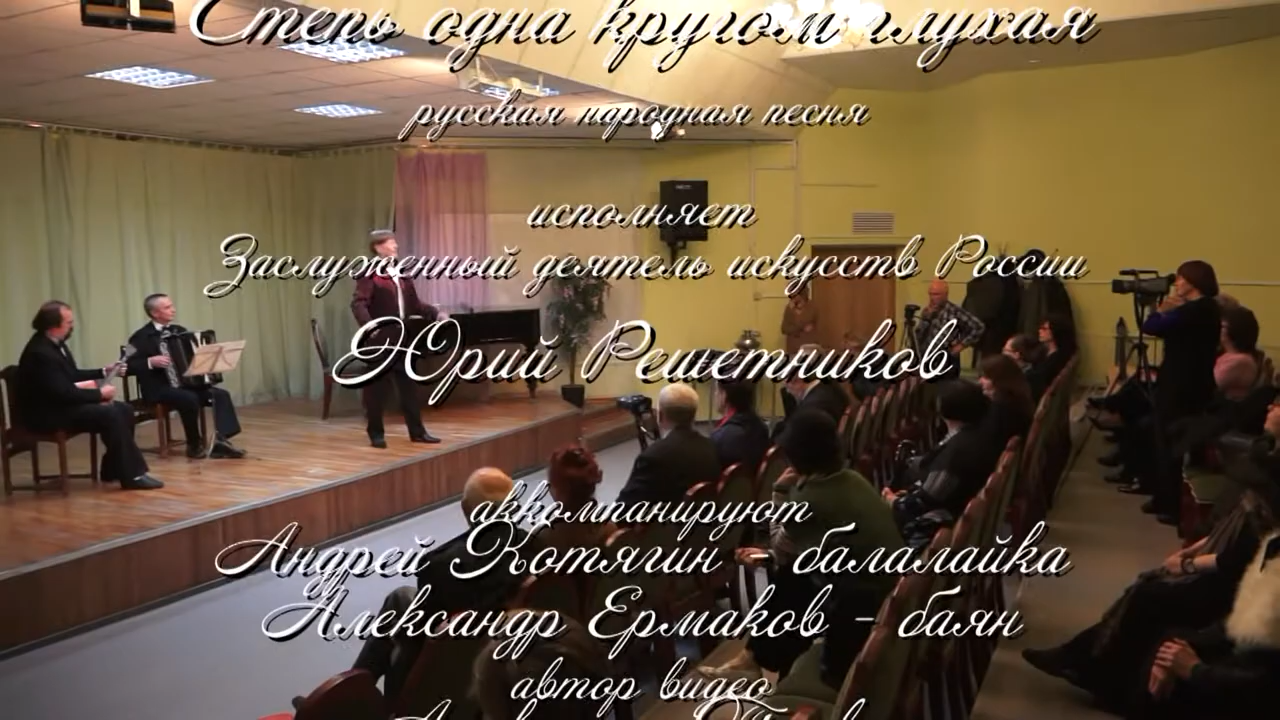 Степь одна кругом глухая
русская народная песня
исполняет
Заслуженный деятель искусств России
Юрий Решетников
аккомпанируют
Андрей Котягин - балалайка
Александр Ермаков - баян
автор видео